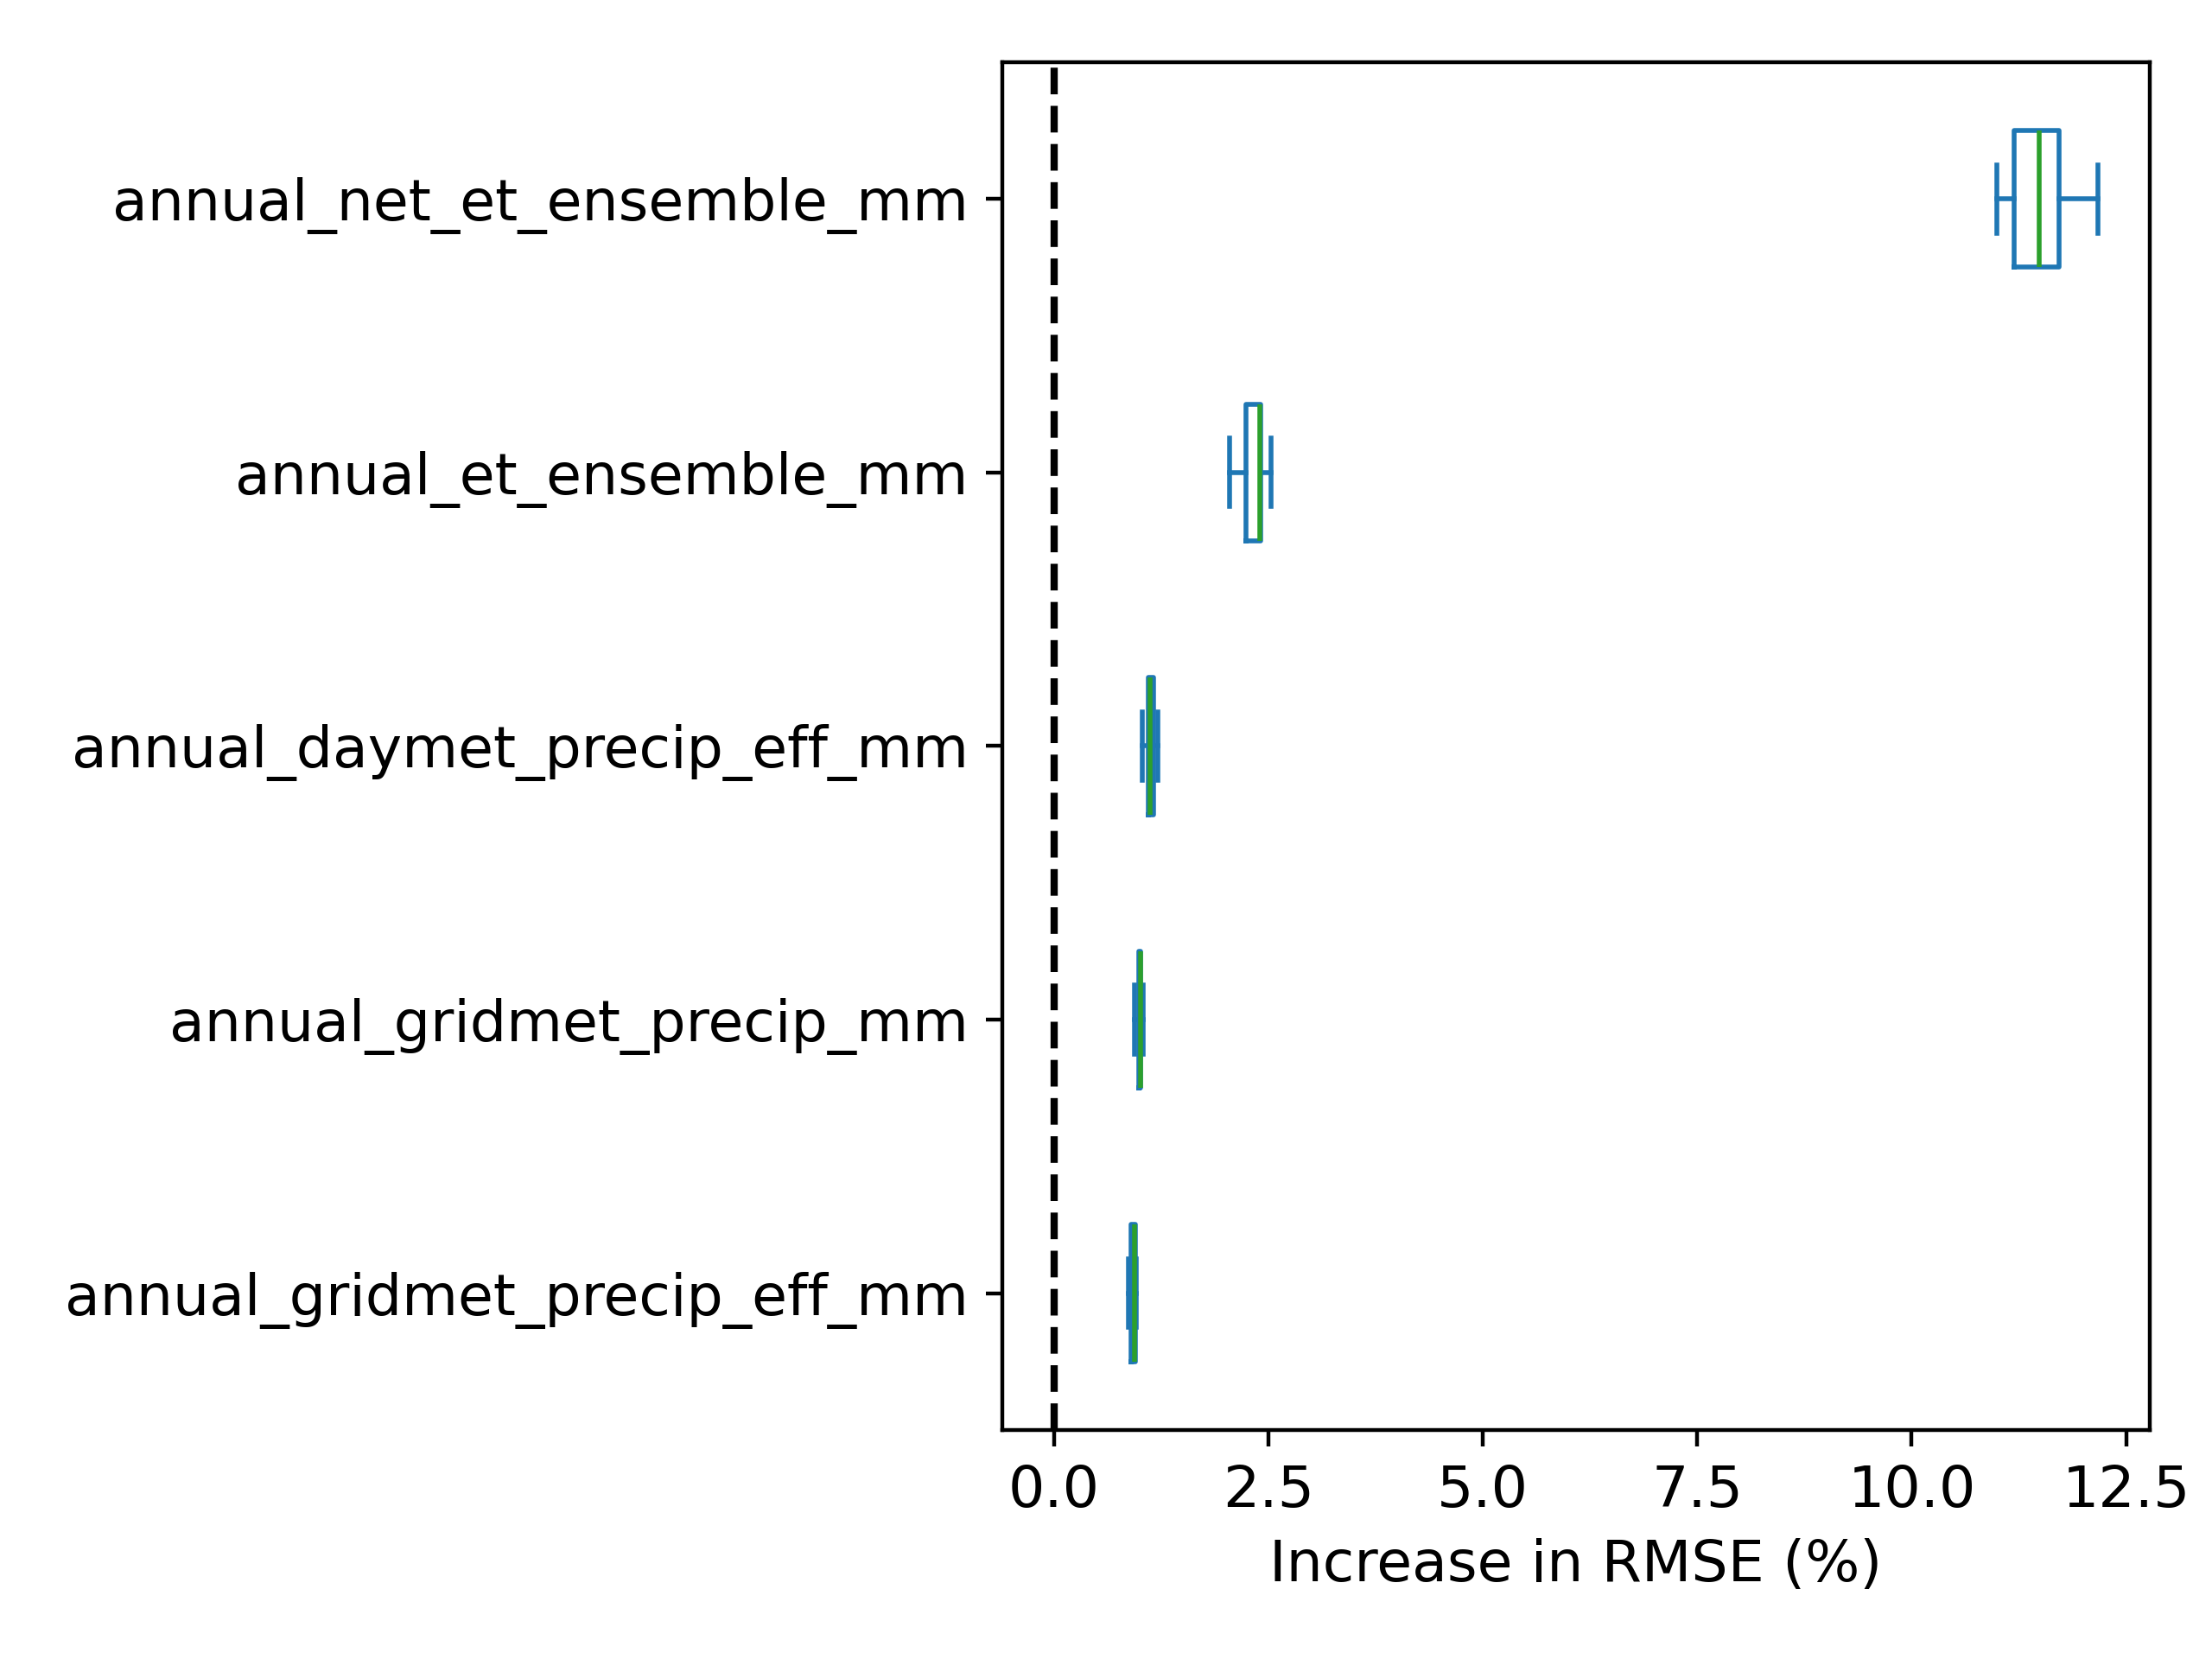 annual_net_et_ensemble_mm
annual_et_ensemble_mm
annual_daymet_precip_eff_mm
annual_gridmet_precip_mm
annual_gridmet_precip_eff_mm
0.0 2.5 5.0 7.5 10.0 12.5
Increase in RMSE (%)